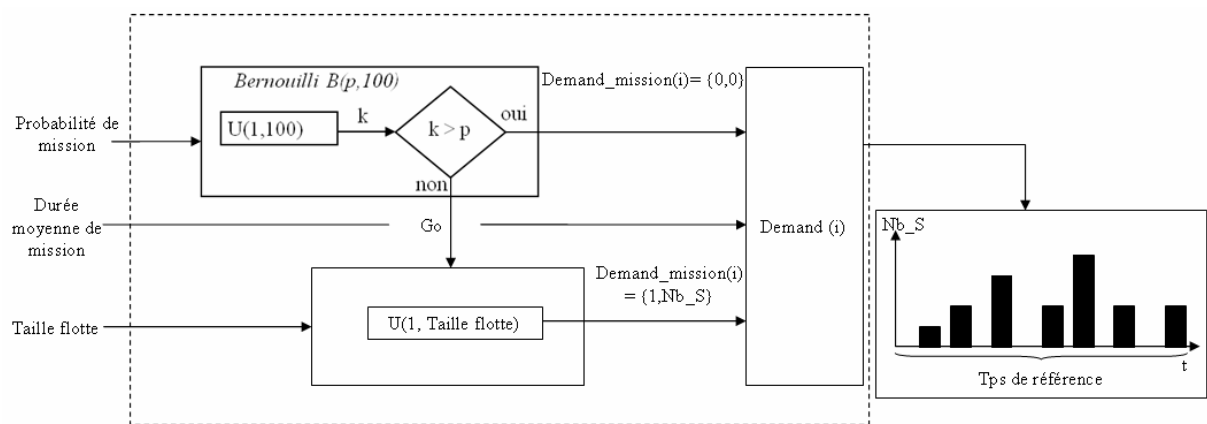 Bernouilli B(p,100)
Demand_mission(i)= {0,0}
Probabilité de
mission
U(1,100)
k
k > p
oui
non
Durée
moyenne de
mission
Go
Demand (i)
Nb_S
Demand_mission(i)
= {1,Nb_S}
Taille flotte
U(1, Taille flotte)
t
Tps de référence